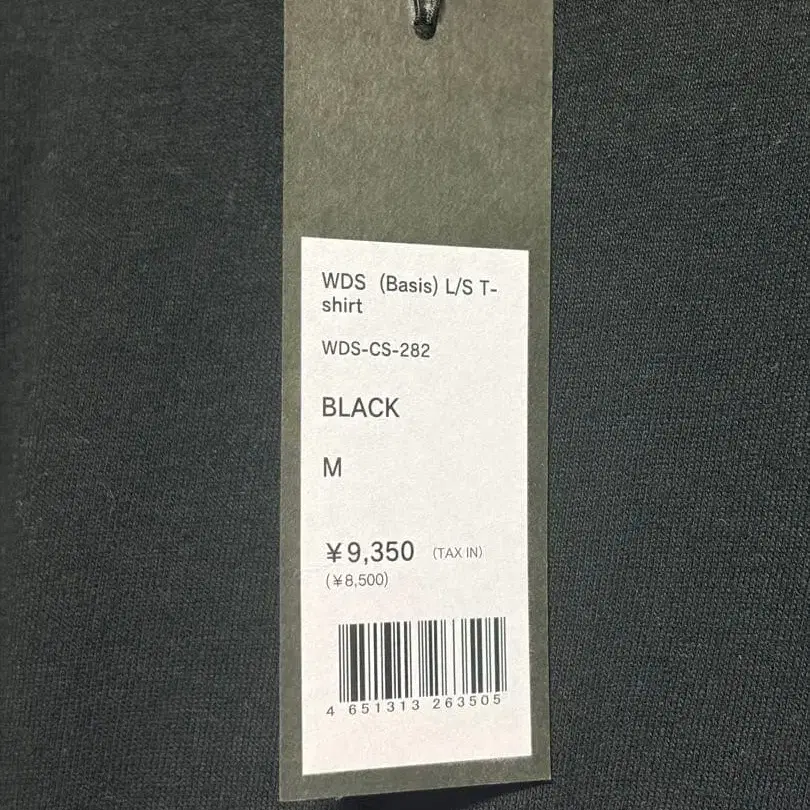 WDS (Basis) L/S T-
shirt
WDS-CS-282
BLACK
M
¥9,350 (TAX IN)
(¥8,500)
4 651313 263505